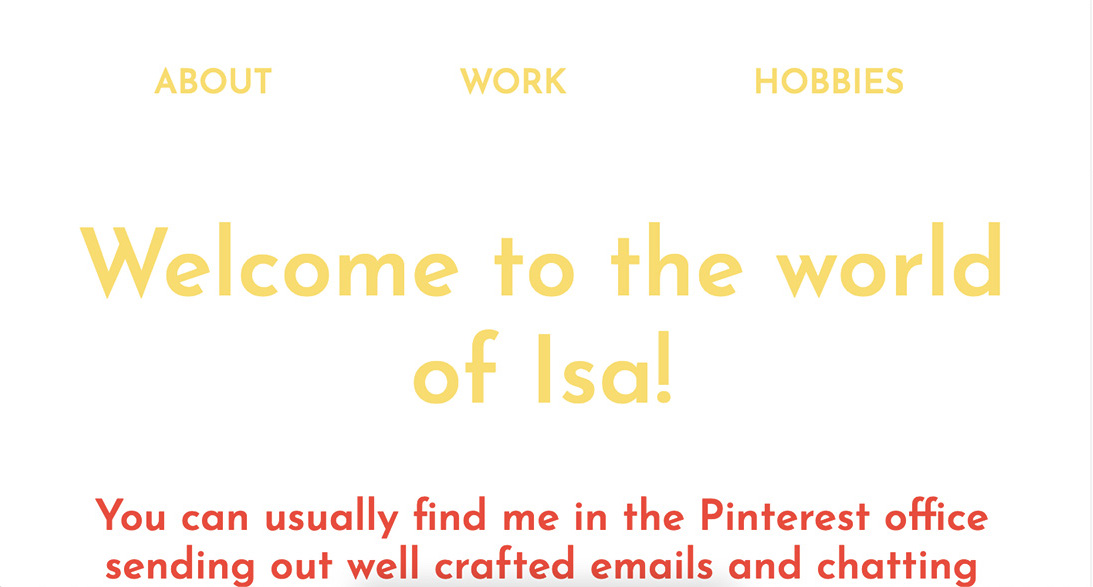 ABOUT WORK HOBBIES
Welcome to the world
of Isa!
You can usually find me in the Pinterest office
sending out well crafted emails and chatting